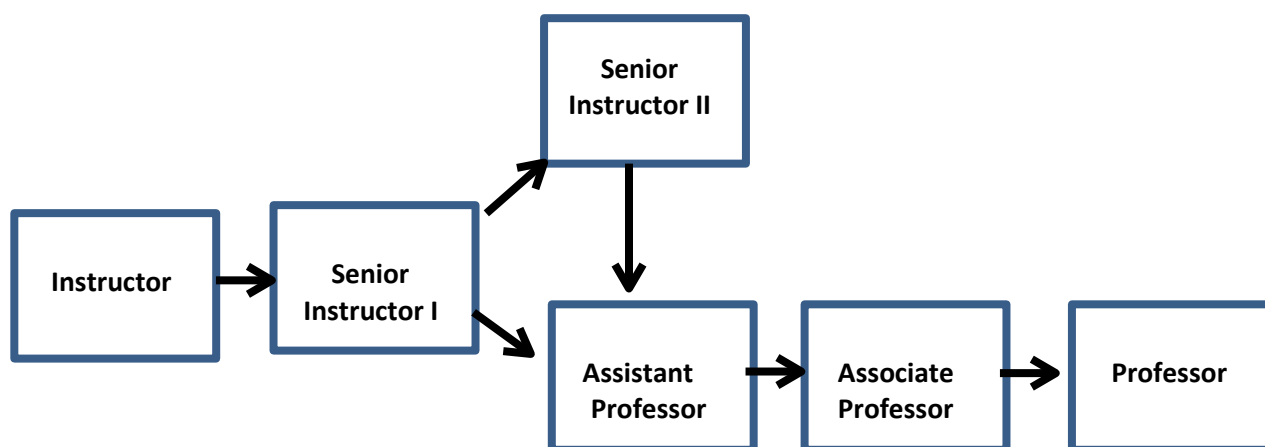 Senior
Instructor II
Instructor
Senior
Instructor I
Assistant
Professor
Associate
Professor
Professor